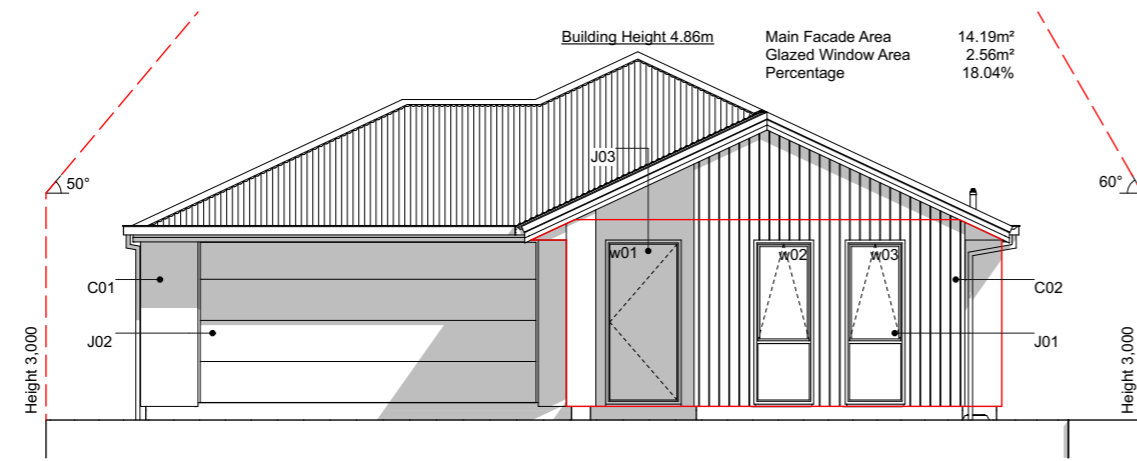 Building Height 4.86m
Main Facade Area 14.19m²
Glazed Window Area 2.56m²
Percentage 18.04%
J03
50°
60°
w01
w02
w03
C01
C02
J02
J01
Height 3,000
Height 3,000